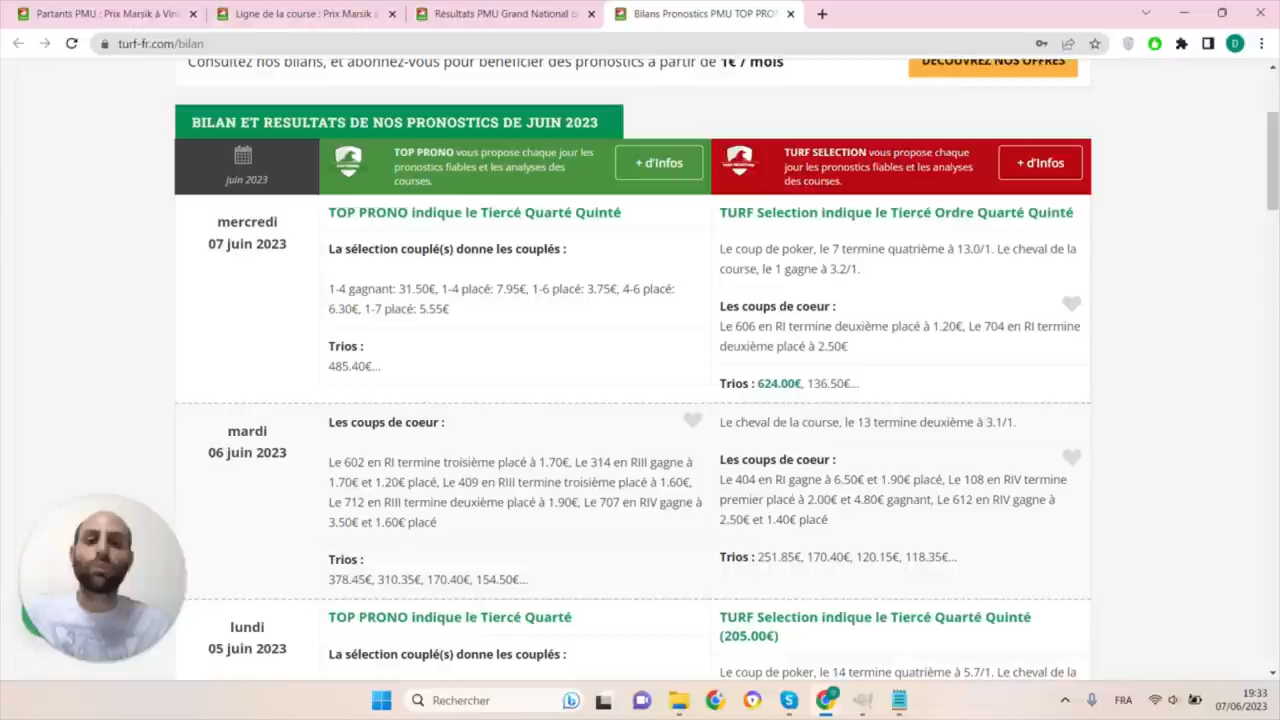 Partants PMU : Prix Marsik à Vin
Ligne de la course : Prix Marsik à
Résultats PMU Grand National d
Bilans Pronostics PMU TOP PRO
turf-fr.com/bilan
Consultez nos bilans, et abonnez-vous pour bénéficier des pronostics à partir de 1€ / mois
DÉCOUVREZ NOS OFFRES
BILAN ET RESULTATS DE NOS PRONOSTICS DE JUIN 2023
juin 2023
TOP PRONO vous propose chaque jour les
pronostics fiables et les analyses des
courses.
+ d'Infos
TURF SELECTION vous propose chaque
jour les pronostics fiables et les analyses
des courses.
+ d'Infos
mercredi
07 juin 2023
TOP PRONO indique le Tiercé Quarté Quinté
La sélection couplé(s) donne les couplés :
1-4 gagnant: 31.50€, 1-4 placé: 7.95€, 1-6 placé: 3.75€, 4-6 placé:
6.30€, 1-7 placé: 5.55€
Trios :
485.40€...
TURF Selection indique le Tiercé Ordre Quarté Quinté
Le coup de poker, le 7 termine quatrième à 13.0/1. Le cheval de la
course, le 1 gagne à 3.2/1.
Les coups de coeur :
Le 606 en RI termine deuxième placé à 1.20€, Le 704 en RI termine
deuxième placé à 2.50€
Trios : 624.00€, 136.50€...
mardi
06 juin 2023
Les coups de coeur :
Le 602 en RI termine troisième placé à 1.70€, Le 314 en RIII gagne à
1.70€ et 1.20€ placé, Le 409 en RIII termine troisième placé à 1.60€,
Le 712 en RIII termine deuxième placé à 1.90€, Le 707 en RIV gagne à
3.50€ et 1.60€ placé
Trios :
378.45€, 310.35€, 170.40€, 154.50€...
Le cheval de la course, le 13 termine deuxième à 3.1/1.
Les coups de coeur :
Le 404 en RI gagne à 6.50€ et 1.90€ placé, Le 108 en RIV termine
premier placé à 2.00€ et 4.80€ gagnant, Le 612 en RIV gagne à
2.50€ et 1.40€ placé
Trios : 251.85€, 170.40€, 120.15€, 118.35€...
lundi
05 juin 2023
TOP PRONO indique le Tiercé Quarté
La sélection couplé(s) donne les couplés :
TURF Selection indique le Tiercé Quarté Quinté
(205.00€)
Le coup de poker, le 14 termine quatrième à 5.7/1. Le cheval de la
Rechercher
FRA
19:33
07/06/2023